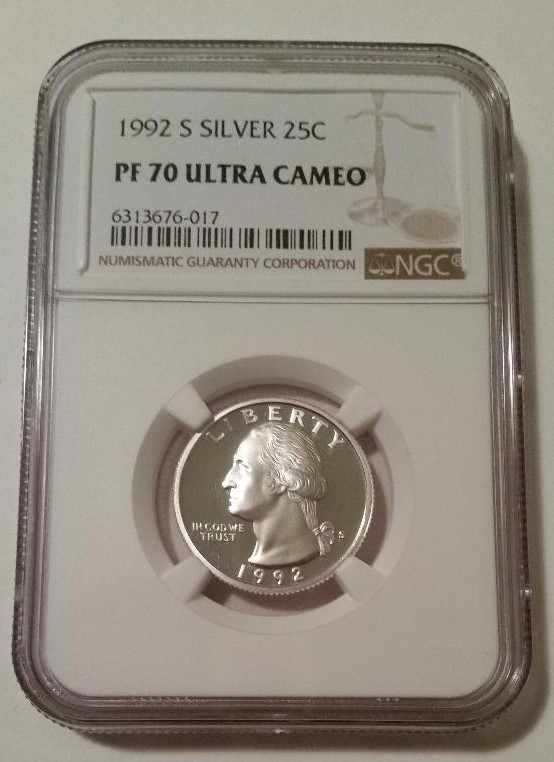 1992 S SILVER 25C
PF 70 ULTRA CAMEO
6313676-017
NUMISMATIC GUARANTY CORPORATION
NGC®
LIBERTY
IN GOD WE
TRUST
S
1992